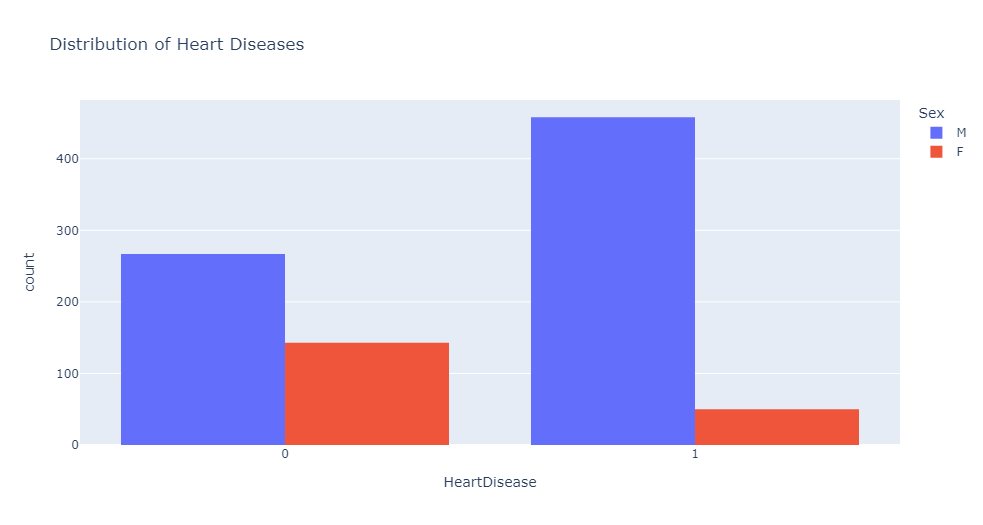 Distribution of Heart Diseases
Sex
M
F
400
300
200
100
0
count
0 1
HeartDisease